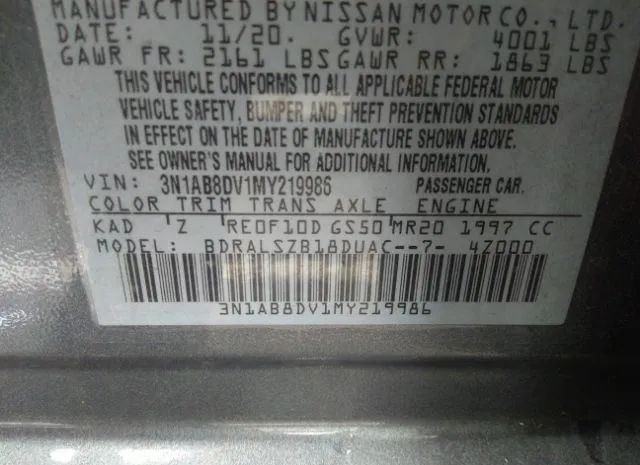 MANUFACTURED BY NISSAN MOTOR CO., LTD.
DATE: 11/20. GVWR: 4001 LBS
GAWR FR: 2161 LBS GAWR RR: 1863 LBS
THIS VEHICLE CONFORMS TO ALL APPLICABLE FEDERAL MOTOR
VEHICLE SAFETY, BUMPER AND THEFT PREVENTION STANDARDS
IN EFFECT ON THE DATE OF MANUFACTURE SHOWN ABOVE.
SEE OWNER'S MANUAL FOR ADDITIONAL INFORMATION.
VIN: 3N1AB8DV1MY219986 PASSENGER CAR.
COLOR TRIM TRANS AXLE ENGINE
KAD Z RE0F10D GS50 MR20 1997 CC
MODEL: BDRALSZB18DUAC--7- 4Z000
3N1AB8DV1MY219986